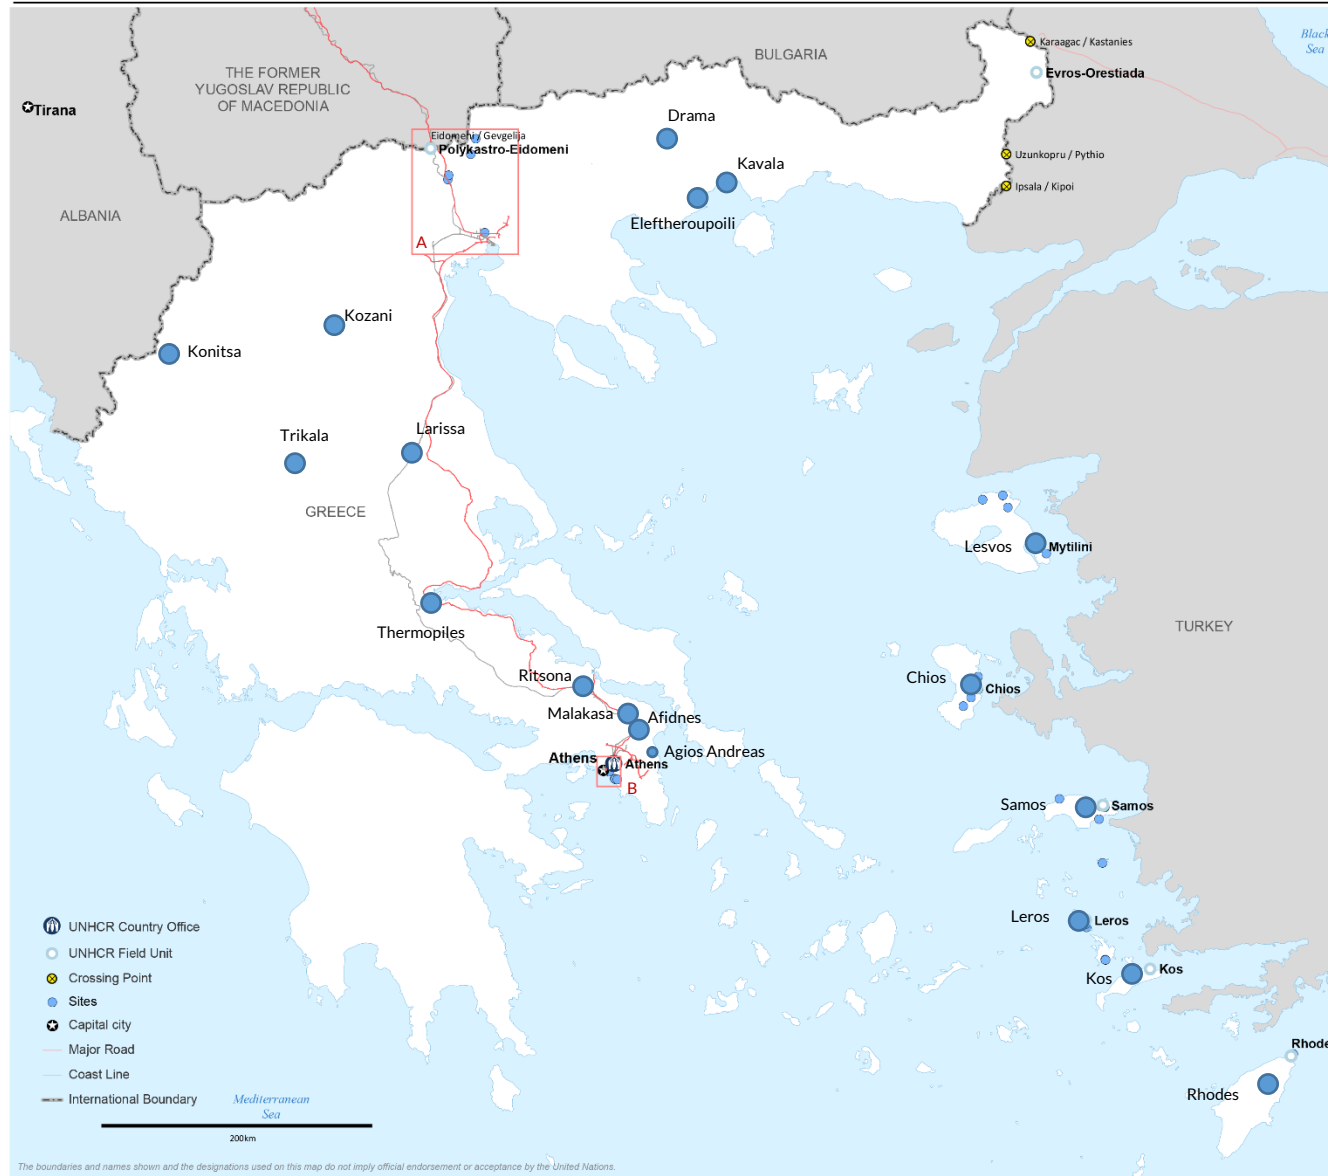 Black
Sea
BULGARIA
Karaagac / Kastanies
THE FORMER
YUGOSLAV REPUBLIC
OF MACEDONIA
Evros-Orestiada
Tirana
Drama
Eidomeni / Gevgelija
Polykastro-Eidomeni
Uzunkopru / Pythio
Kavala
Ipsala / Kipoi
ALBANIA
Eleftheroupoili
A
Kozani
Konitsa
Larissa
Trikala
GREECE
Lesvos
Mytilini
TURKEY
Thermopiles
Ritsona
Chios
Chios
Malakasa
Afidnes
Agios Andreas
Athens
Athens
B
Samos
Samos
Leros
Leros
Kos
Kos
Rhode
Rhodes
UNHCR Country Office
UNHCR Field Unit
Crossing Point
Sites
Capital city
Major Road
Coast Line
International Boundary
Mediterranean
Sea
200km
The boundaries and names shown and the designations used on this map do not imply official endorsement or acceptance by the United Nations.